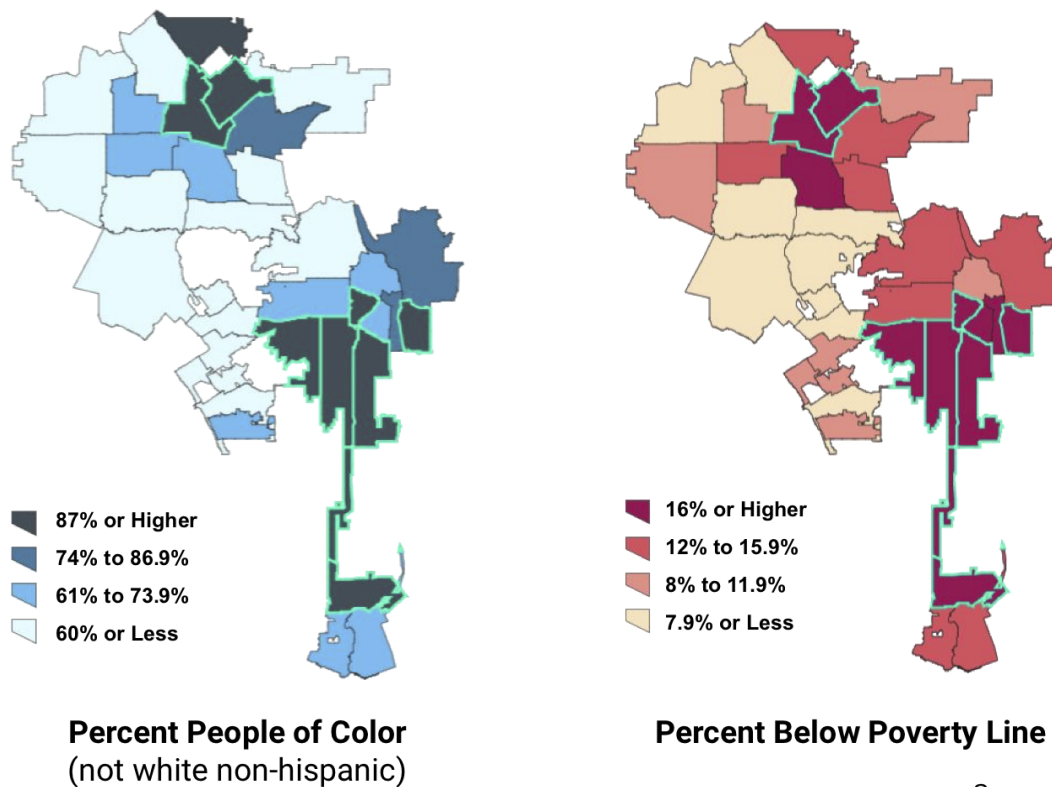 87% or Higher
74% to 86.9%
61% to 73.9%
60% or Less
16% or Higher
12% to 15.9%
8% to 11.9%
7.9% or Less
Percent People of Color
(not white non-hispanic)
Percent Below Poverty Line